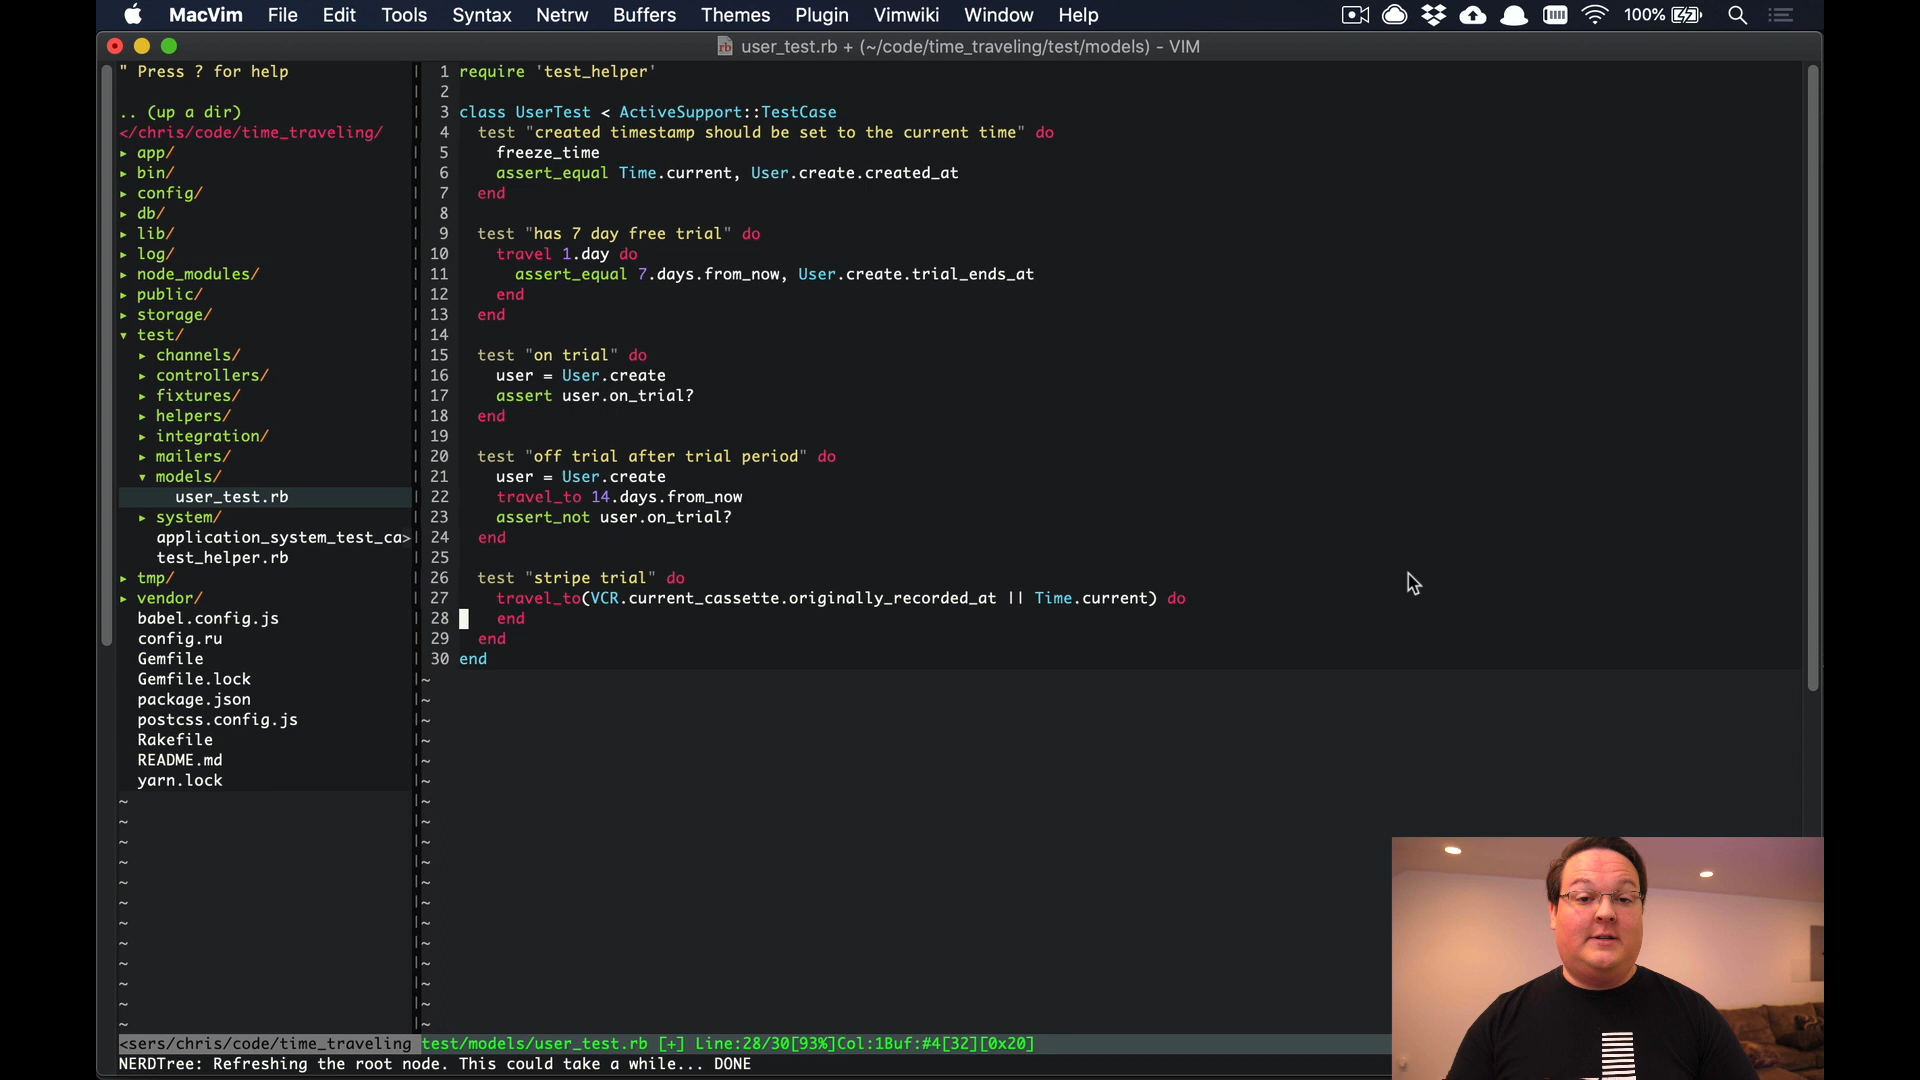 MacVim File Edit Tools Syntax Netrw Buffers Themes Plugin Vimwiki Window Help 100%
user_test.rb + (~/code/time_traveling/test/models) - VIM
" Press ? for help
.. (up a dir)
</chris/code/time_traveling/
▸ app/
▸ bin/
▸ config/
▸ db/
▸ lib/
▸ log/
▸ node_modules/
▸ public/
▸ storage/
▾ test/
▸ channels/
▸ controllers/
▸ fixtures/
▸ helpers/
▸ integration/
▸ mailers/
▾ models/
user_test.rb
▸ system/
application_system_test_ca>
test_helper.rb
▸ tmp/
▸ vendor/
babel.config.js
config.ru
Gemfile
Gemfile.lock
package.json
postcss.config.js
Rakefile
README.md
yarn.lock
1 require 'test_helper'
2
3 class UserTest < ActiveSupport::TestCase
4 test "created timestamp should be set to the current time" do
5 freeze_time
6 assert_equal Time.current, User.create.created_at
7 end
8
9 test "has 7 day free trial" do
10 travel 1.day do
11 assert_equal 7.days.from_now, User.create.trial_ends_at
12 end
13 end
14
15 test "on trial" do
16 user = User.create
17 assert user.on_trial?
18 end
19
20 test "off trial after trial period" do
21 user = User.create
22 travel_to 14.days.from_now
23 assert_not user.on_trial?
24 end
25
26 test "stripe trial" do
27 travel_to(VCR.current_cassette.originally_recorded_at || Time.current) do
28 end
29 end
30 end
<sers/chris/code/time_traveling test/models/user_test.rb [+] Line:28/30[93%]Col:1Buf:#4[32][0x20]
NERDTree: Refreshing the root node. This could take a while... DONE